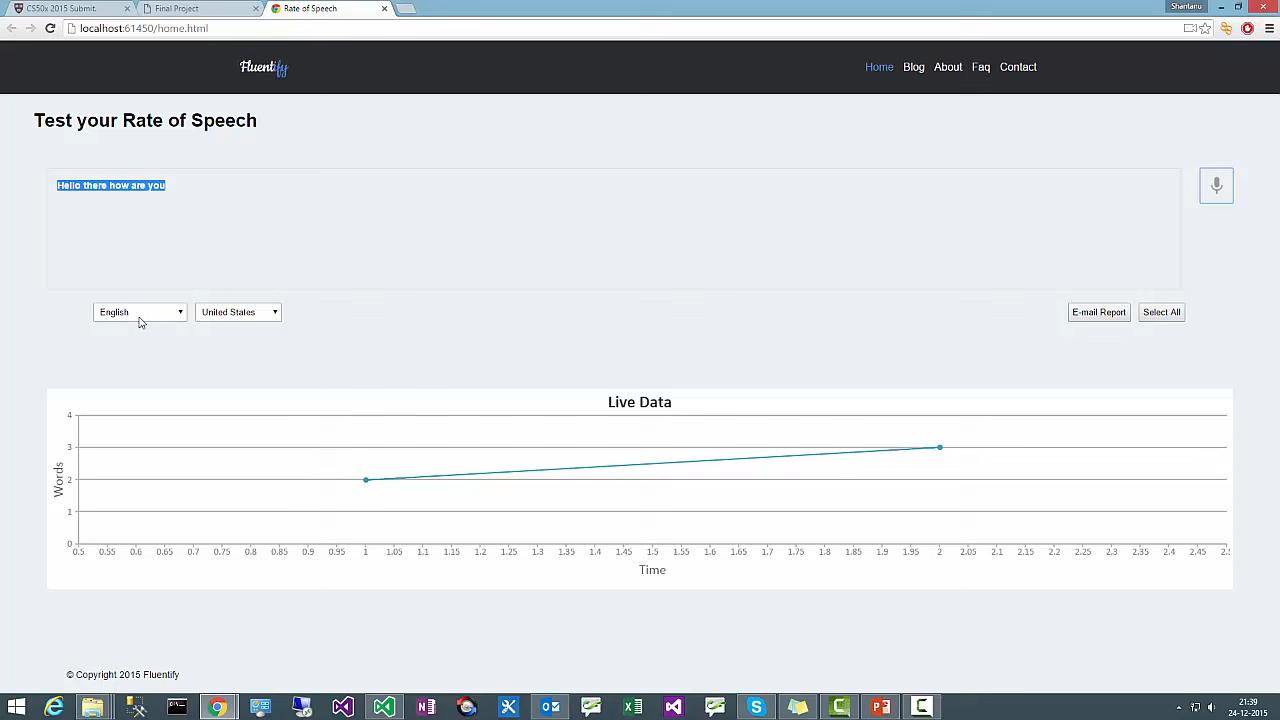 CS50x 2015 Submit.
Final Project
Rate of Speech
Shantanu
localhost:61450/home.html
Fluentify
Home Blog About Faq Contact
Test your Rate of Speech
Hello there how are you
English
United States
E-mail Report
Select All
Live Data
4
3
2
1
0
Words
0.5 0.55 0.6 0.65 0.7 0.75 0.8 0.85 0.9 0.95 1 1.05 1.1 1.15 1.2 1.25 1.3 1.35 1.4 1.45 1.5 1.55 1.6 1.65 1.7 1.75 1.8 1.85 1.9 1.95 2 2.05 2.1 2.15 2.2 2.25 2.3 2.35 2.4 2.45
Time
© Copyright 2015 Fluentify
21:39
24-12-2015